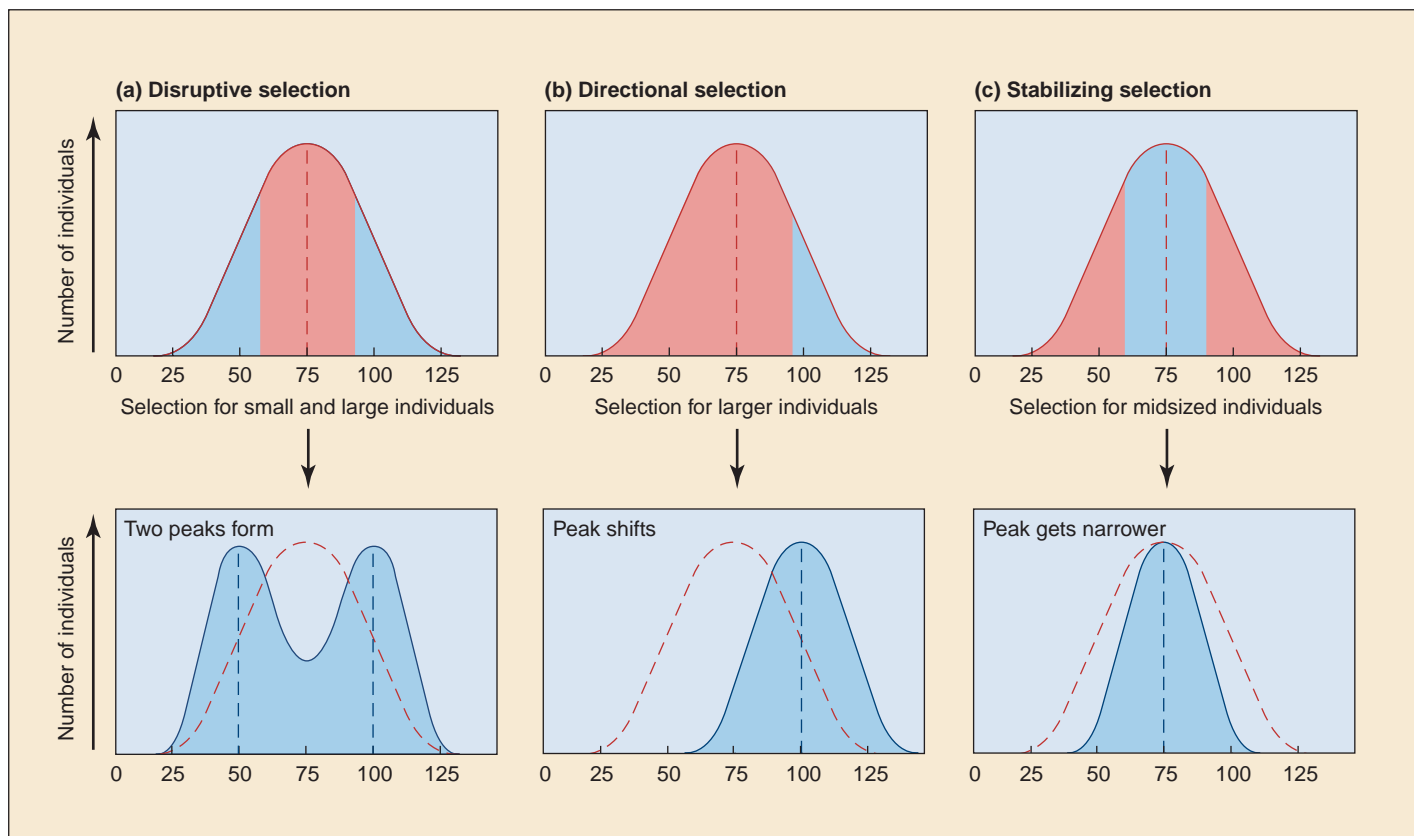 (a) Disruptive selection
Number of individuals
0 25 50 75 100 125
Selection for small and large individuals
(b) Directional selection
0 25 50 75 100 125
Selection for larger individuals
(c) Stabilizing selection
0 25 50 75 100 125
Selection for midsized individuals
Number of individuals
Two peaks form
0 25 50 75 100 125
Peak shifts
0 25 50 75 100 125
Peak gets narrower
0 25 50 75 100 125